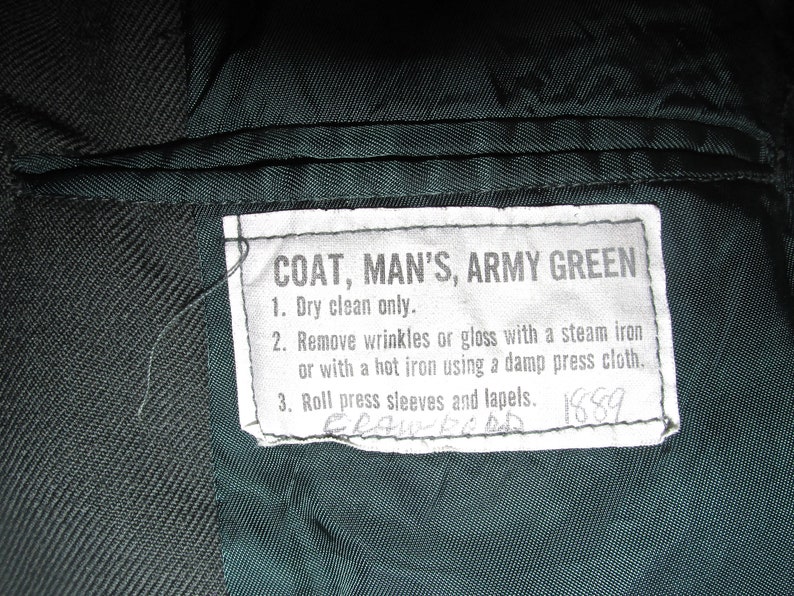 COAT, MAN'S, ARMY GREEN
1. Dry clean only.
2. Remove wrinkles or gloss with a steam iron
or with a hot iron using a damp press cloth.
3. Roll press sleeves and lapels.
1889